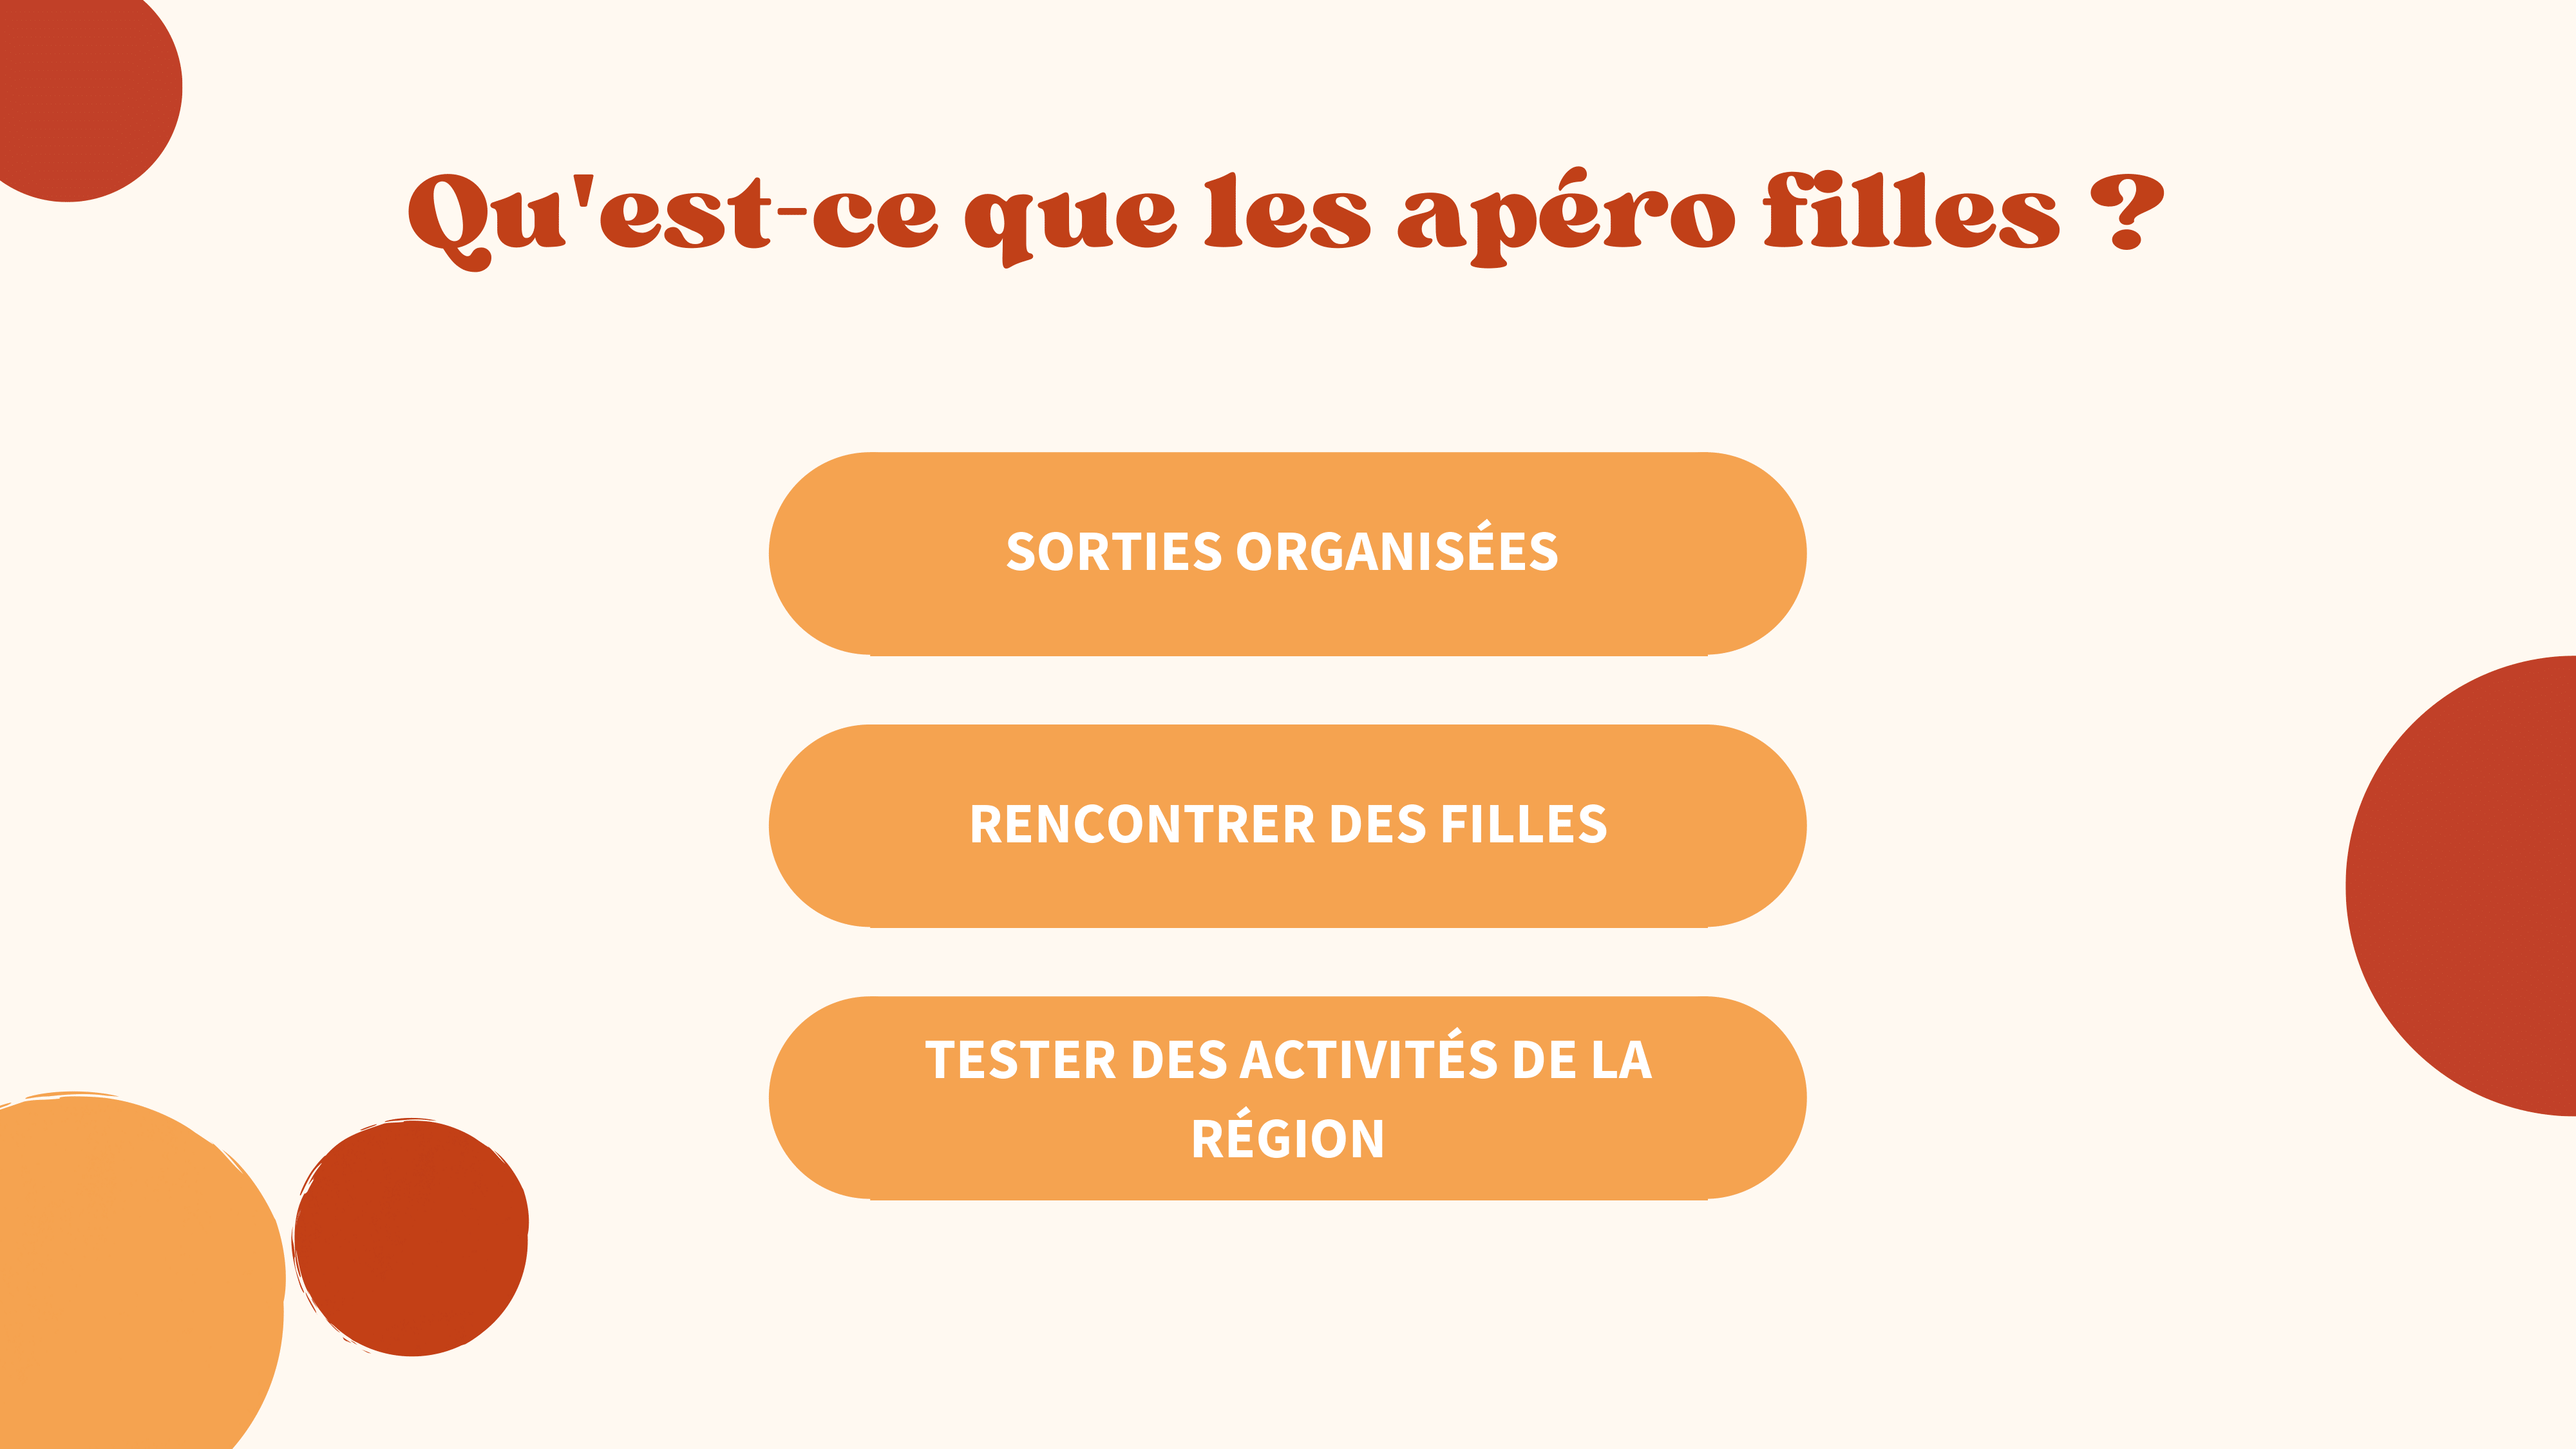 Qu'est-ce que les apéro filles ?
SORTIES ORGANISÉES
RENCONTRER DES FILLES
TESTER DES ACTIVITÉS DE LA
RÉGION